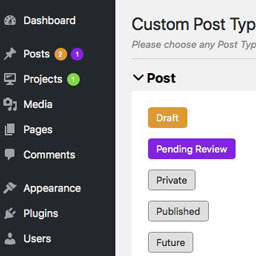 Dashboard
Posts 2 1
Projects 1
Media
Pages
Comments
Appearance
Plugins
Users
Custom Post Typ
Please choose any Post Typ
Post
Draft
Pending Review
Private
Published
Future